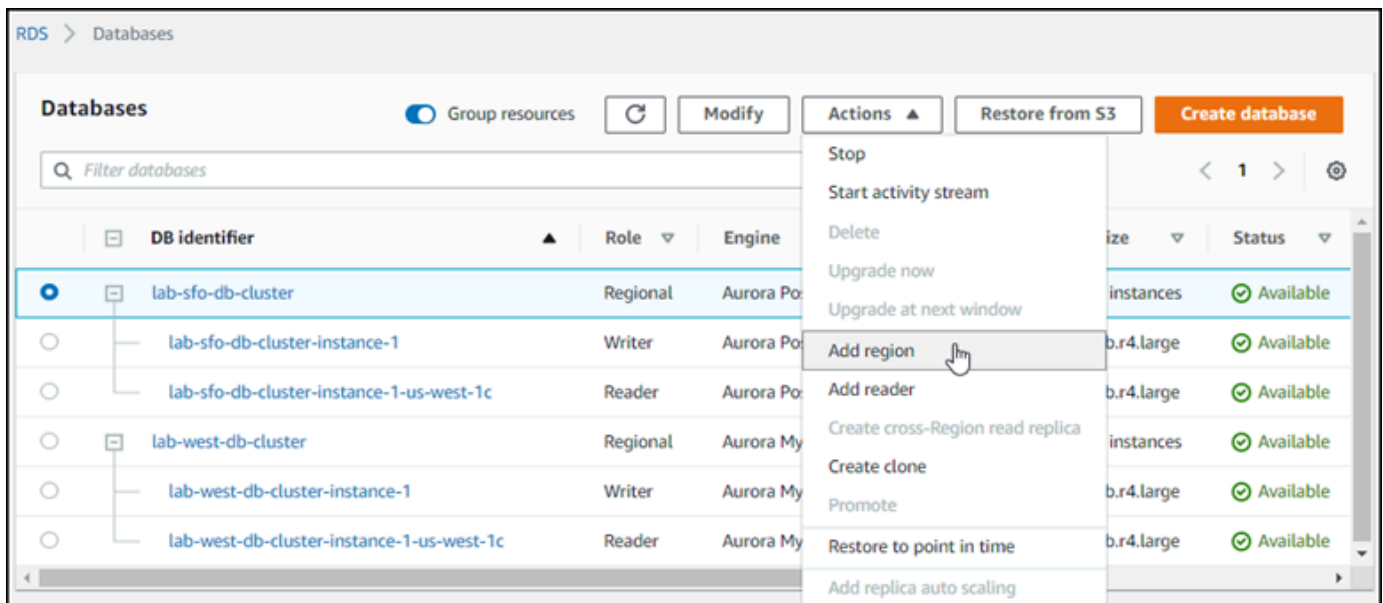 RDS > Databases
Databases Group resources Modify Actions Restore from S3 Create database
Filter databases 1
DB identifier Role Engine ize Status
lab-sfo-db-cluster Regional Aurora Po instances Available
lab-sfo-db-cluster-instance-1 Writer Aurora Po b.r4.large Available
lab-sfo-db-cluster-instance-1-us-west-1c Reader Aurora Po b.r4.large Available
lab-west-db-cluster Regional Aurora My instances Available
lab-west-db-cluster-instance-1 Writer Aurora My b.r4.large Available
lab-west-db-cluster-instance-1-us-west-1c Reader Aurora My b.r4.large Available
Stop
Start activity stream
Delete
Upgrade now
Upgrade at next window
Add region
Add reader
Create cross-Region read replica
Create clone
Promote
Restore to point in time
Add replica auto scaling